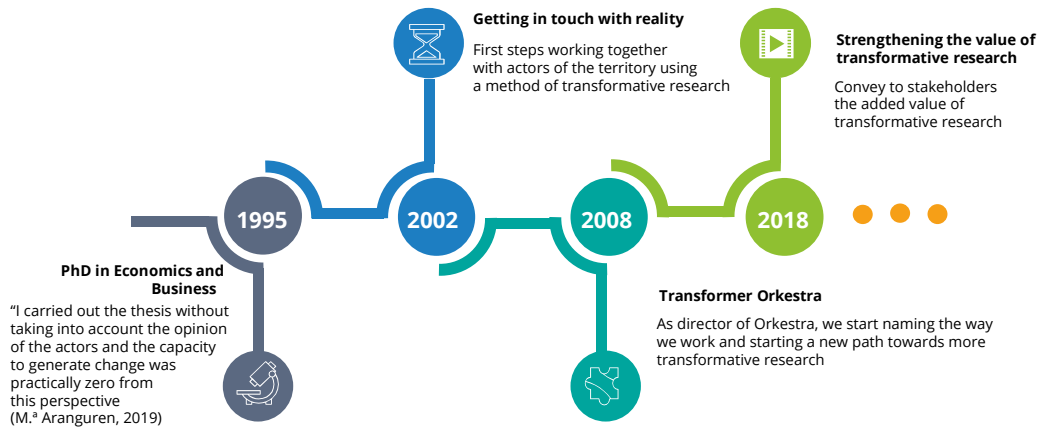 1995
PhD in Economics and
Business
“I carried out the thesis without
taking into account the opinion
of the actors and the capacity
to generate change was
practically zero from
this perspective
(M.ª Aranguren, 2019)
2002
Getting in touch with reality
First steps working together
with actors of the territory using
a method of transformative research
2008
Transformer Orkestra
As director of Orkestra, we start naming the way
we work and starting a new path towards more
transformative research
2018
Strengthening the value of
transformative research
Convey to stakeholders
the added value of
transformative research